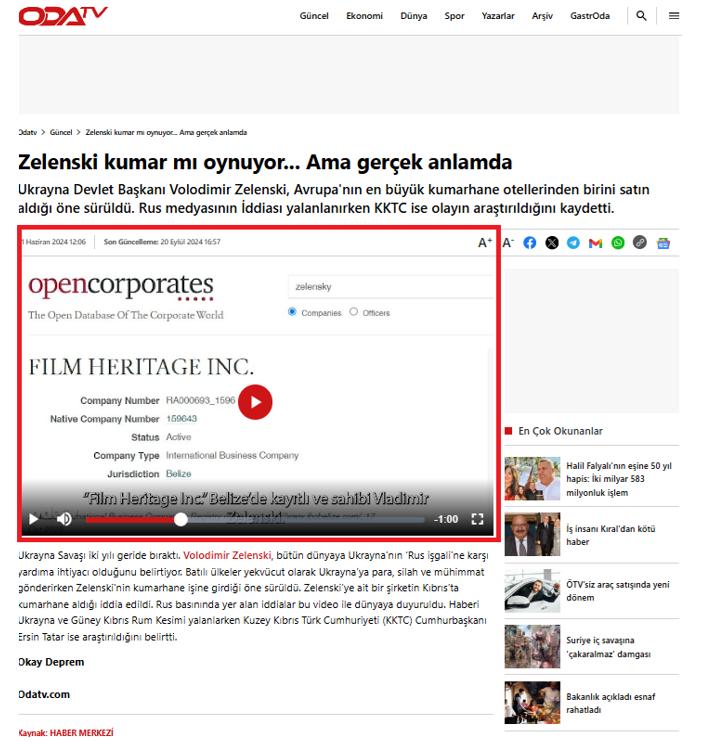 ODATV
Güncel Ekonomi Dünya Spor Yazarlar Arşiv GastrOda
Odatv > Güncel > Zelenski kumar mı oynuyor... Ama gerçek anlamda
Zelenski kumar mı oynuyor... Ama gerçek anlamda
Ukrayna Devlet Başkanı Volodimir Zelenski, Avrupa'nın en büyük kumarhane otellerinden birini satın
aldığı öne sürüldü. Rus medyasının İddiası yalanlanırken KKTC ise olayın araştırıldığını kaydetti.
1 Haziran 2024 12:06 Son Güncelleme: 20 Eylül 2024 16:57 A+ A-
opencorporates
The Open Database Of The Corporate World
zelensky
Companies Officers
FILM HERITAGE INC.
Company Number RA000693_1596
Native Company Number 159643
Status Active
Company Type International Business Company
Jurisdiction Belize
"Film Heritage Inc." Belize'de kayıtlı ve sahibi Vladimir
Zelenski.
-1:00
Ukrayna Savaşı iki yılı geride bıraktı. Volodimir Zelenski, bütün dünyaya Ukrayna'nın 'Rus işgali'ne karşı
yardıma ihtiyacı olduğunu belirtiyor. Batılı ülkeler yekvücut olarak Ukrayna'ya para, silah ve mühimmat
gönderirken Zelenski'nin kumarhane işine girdiği öne sürüldü. Zelenski'ye ait bir şirketin Kıbrıs'ta
kumarhane aldığı iddia edildi. Rus basınında yer alan iddialar bu video ile dünyaya duyuruldu. Haberi
Ukrayna ve Güney Kıbrıs Rum Kesimi yalanlarken Kuzey Kıbrıs Türk Cumhuriyeti (KKTC) Cumhurbaşkanı
Ersin Tatar ise araştırıldığını belirtti.
Okay Deprem
Odatv.com
Kaynak: HABER MERKEZİ
En Çok Okunanlar
Halil Falyalı'nın eşine 50 yıl
hapis: İki milyar 583
milyonluk işlem
İş insanı Kıral'dan kötü
haber
ÖTV'siz araç satışında yeni
dönem
Suriye iç savaşına
'çakaralmaz' damgası
Bakanlık açıkladı esnaf
rahatladı